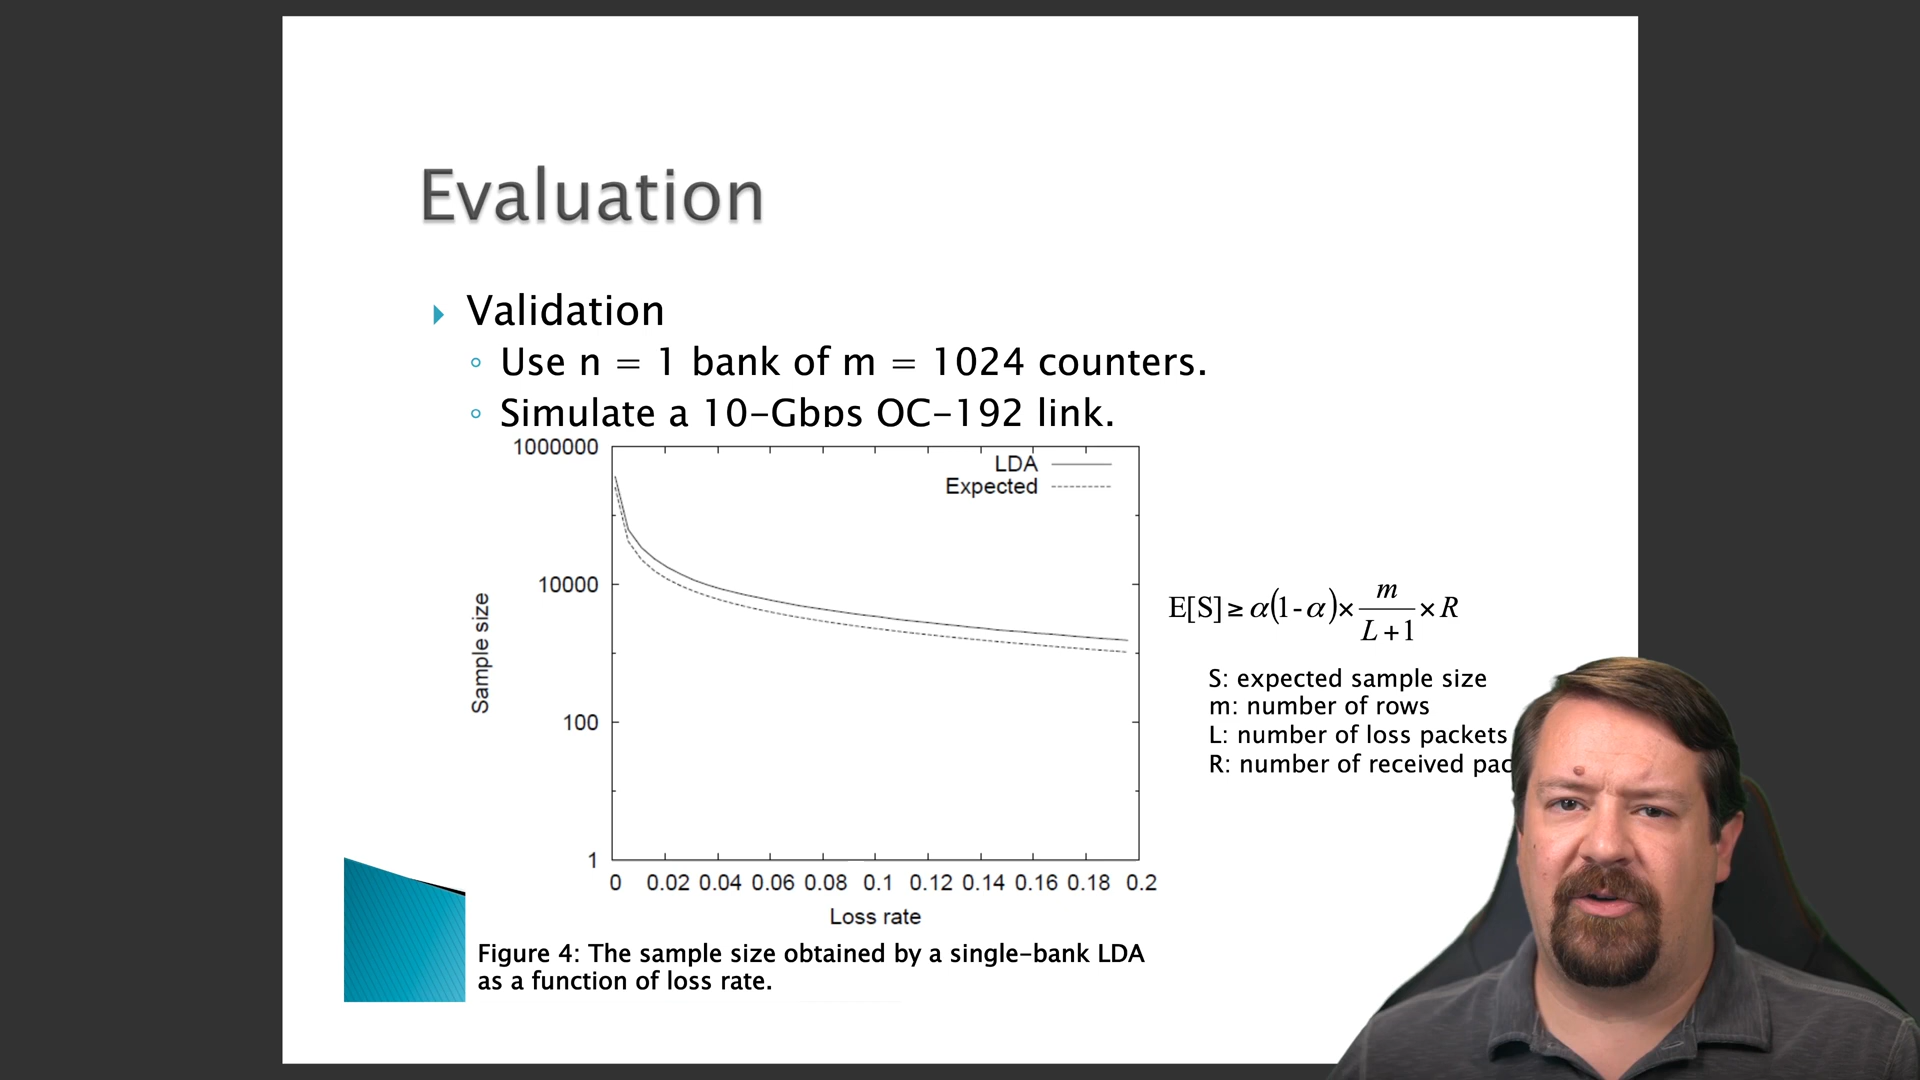 Evaluation
Validation
Use n = 1 bank of m = 1024 counters.
Simulate a 10-Gbps OC-192 link.
1000000
10000
100
1
Sample size
LDA
Expected
0 0.02 0.04 0.06 0.08 0.1 0.12 0.14 0.16 0.18 0.2
Loss rate
Figure 4: The sample size obtained by a single-bank LDA
as a function of loss rate.
E[S] ≥ α(1-α)× m/(L+1) × R
S: expected sample size
m: number of rows
L: number of loss packets
R: number of received